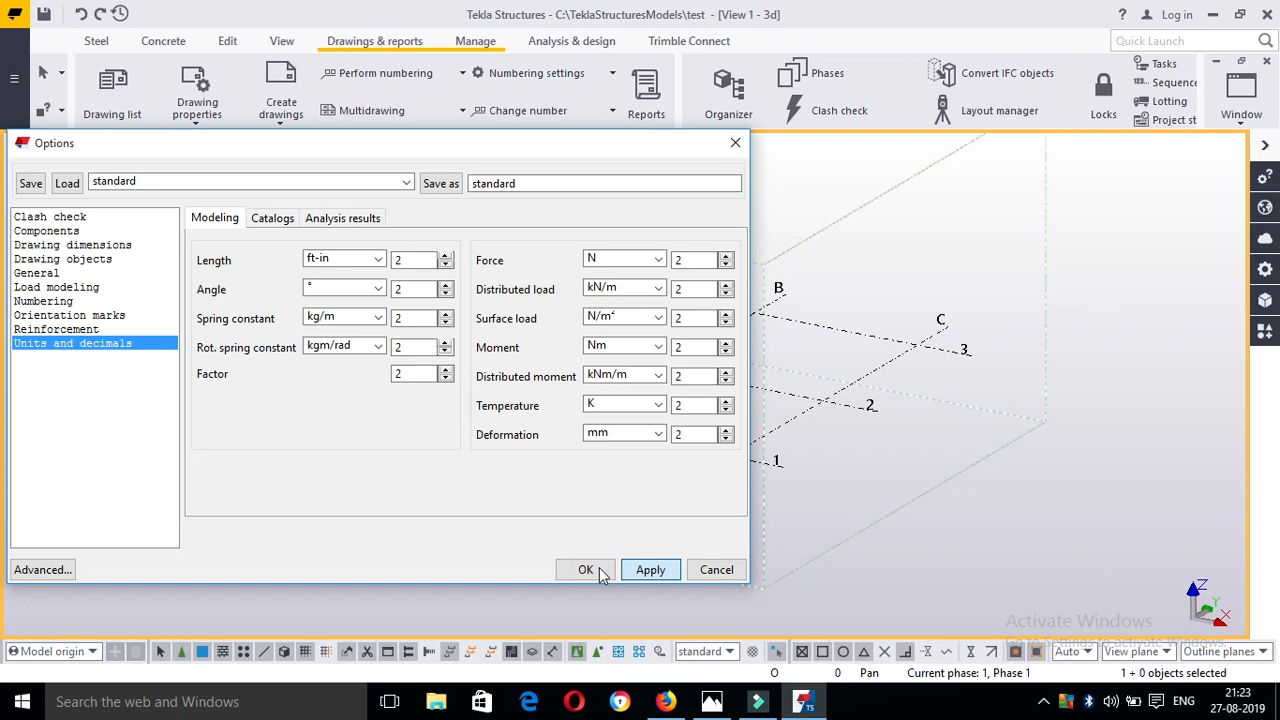 Tekla Structures - C:\TeklaStructuresModels\test - [View 1 - 3d]
Log in
Steel Concrete Edit View Drawings & reports Manage Analysis & design Trimble Connect
Quick Launch
Drawing list
Drawing properties
Create drawings
Perform numbering
Multidrawing
Numbering settings
Change number
Reports
Organizer
Phases
Clash check
Convert IFC objects
Layout manager
Locks
Tasks
Sequence
Lotting
Project st
Window
Options
Save Load standard Save as standard
Clash check
Components
Drawing dimensions
Drawing objects
General
Load modeling
Numbering
Orientation marks
Reinforcement
Units and decimals
Modeling Catalogs Analysis results
Length ft-in 2
Angle ° 2
Spring constant kg/m 2
Rot. spring constant kgm/rad 2
Factor 2
Force N 2
Distributed load kN/m 2
Surface load N/m² 2
Moment Nm 2
Distributed moment kNm/m 2
Temperature K 2
Deformation mm 2
Advanced... OK Apply Cancel
B
C
3
2
1
Z
Y
X
Activate Windows
Go to Settings to activate Windows.
Model origin standard Auto View plane Outline planes
O 0 Pan Current phase: 1, Phase 1 1 + 0 objects selected
Search the web and Windows
TS
ENG
21:23
27-08-2019